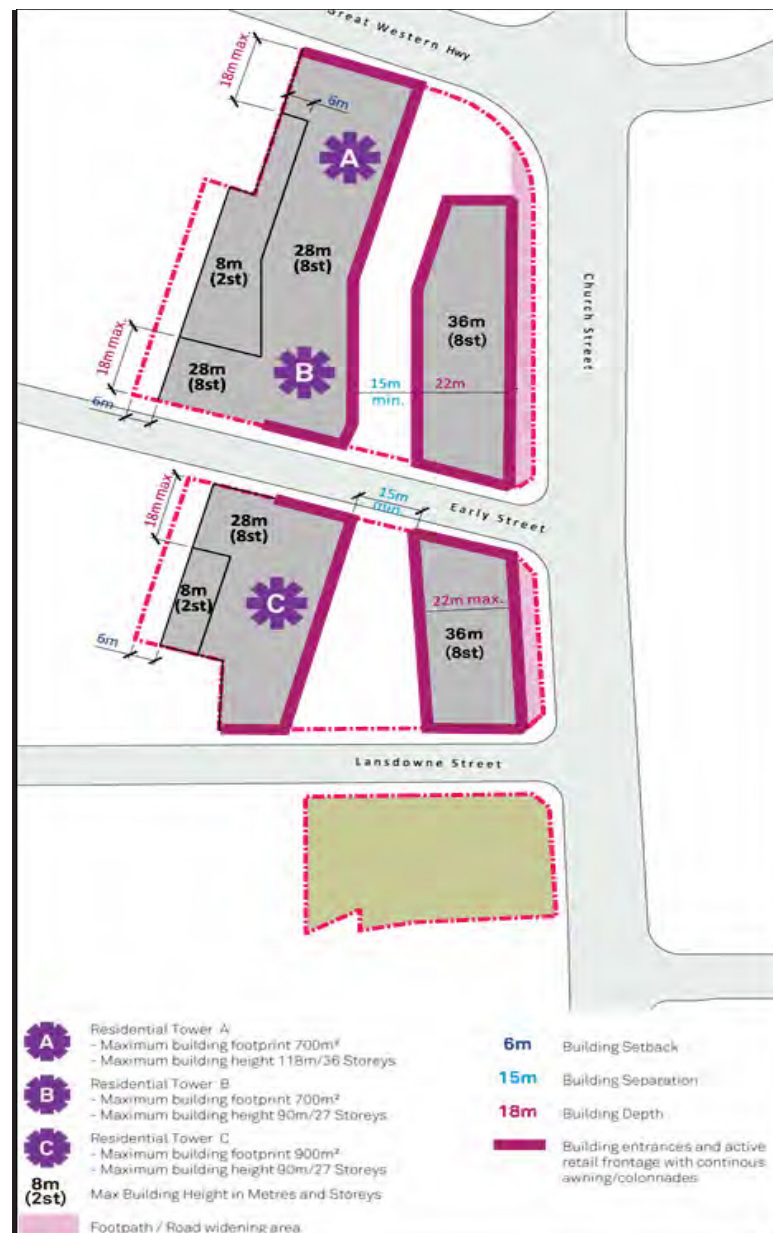 Great Western Hwy
18m max.
6m
A
8m
(2st)
28m
(8st)
36m
(8st)
Church Street
18m max.
28m
(8st)
B
15m
min.
22m
6m
15m
min.
Early Street
18m max.
28m
(8st)
8m
(2st)
C
22m max.
36m
(8st)
6m
Lansdowne Street
A
Residential Tower A
- Maximum building footprint 700m²
- Maximum building height 118m/36 Storeys
B
Residential Tower B
- Maximum building footprint 700m²
- Maximum building height 90m/27 Storeys
C
Residential Tower C
- Maximum building footprint 900m²
- Maximum building height 90m/27 Storeys
8m
(2st)
Max Building Height in Metres and Storeys
Footpath / Road widening area
6m Building Setback
15m Building Separation
18m Building Depth
Building entrances and active
retail frontage with continous
awning/colonnades